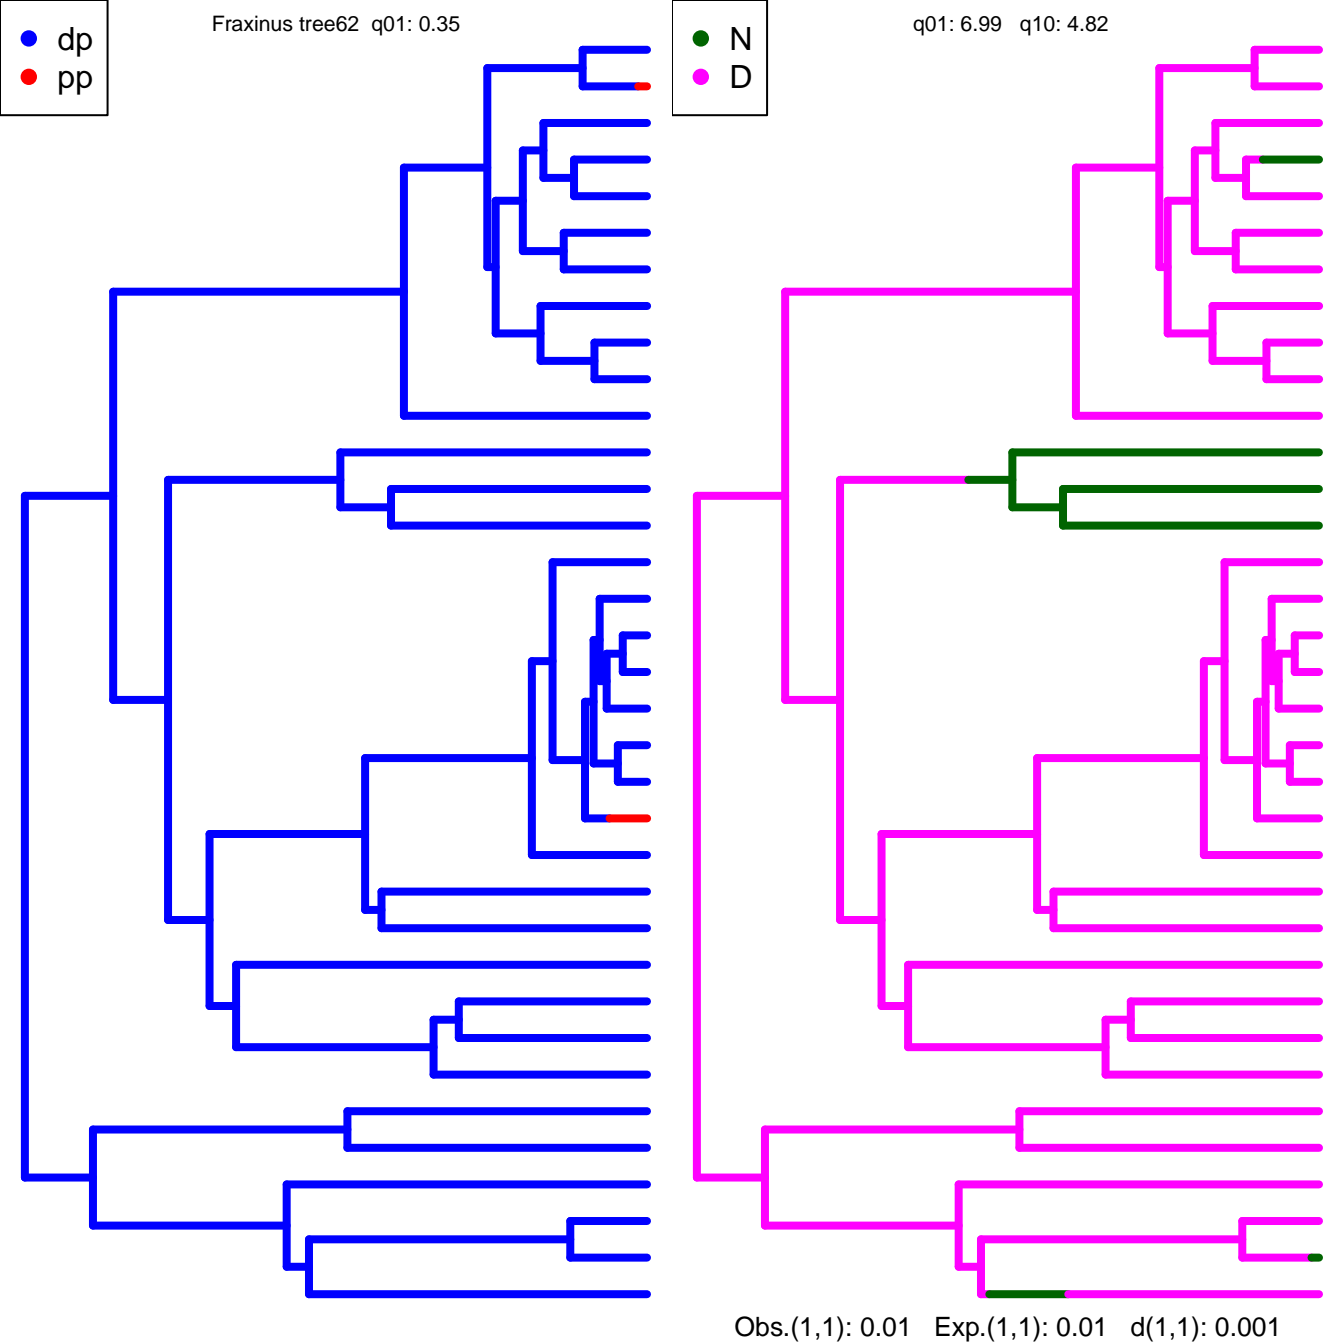 Fraxinus tree62 q01: 0.35
dp
pp
q01: 6.99 q10: 4.82
N
D
Obs.(1,1): 0.01 Exp.(1,1): 0.01 d(1,1): 0.001